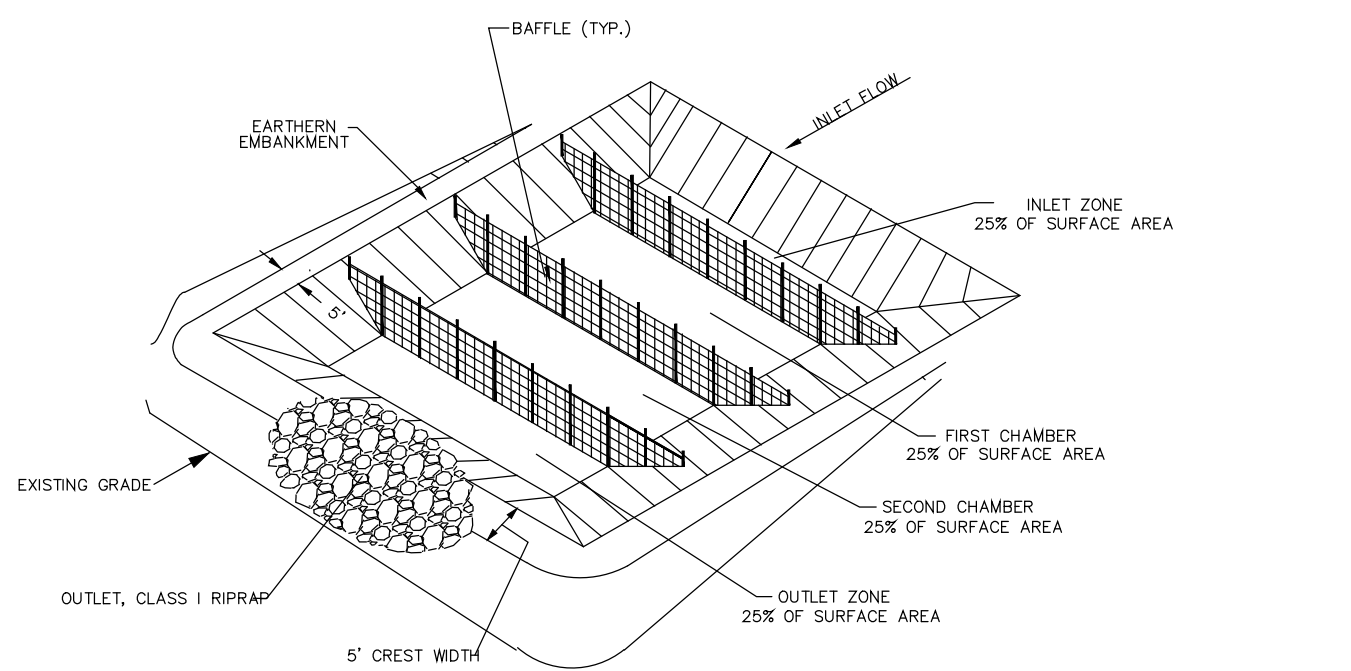 BAFFLE (TYP.)
INLET FLOW
EARTHERN
EMBANKMENT
INLET ZONE
25% OF SURFACE AREA
5'
FIRST CHAMBER
25% OF SURFACE AREA
EXISTING GRADE
SECOND CHAMBER
25% OF SURFACE AREA
OUTLET, CLASS I RIPRAP
OUTLET ZONE
25% OF SURFACE AREA
5' CREST WIDTH